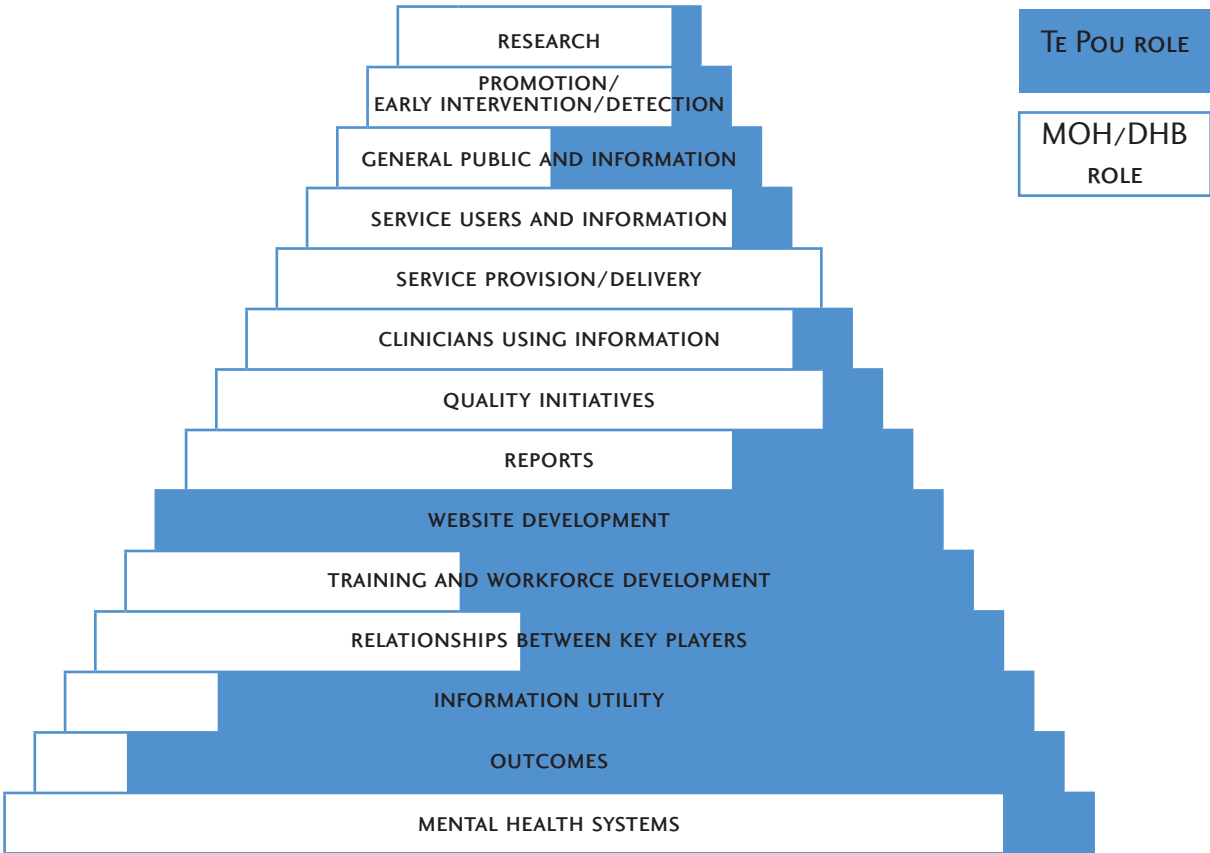 RESEARCH
PROMOTION/
EARLY INTERVENTION/DETECTION
GENERAL PUBLIC AND INFORMATION
SERVICE USERS AND INFORMATION
SERVICE PROVISION/DELIVERY
CLINICIANS USING INFORMATION
QUALITY INITIATIVES
REPORTS
WEBSITE DEVELOPMENT
TRAINING AND WORKFORCE DEVELOPMENT
RELATIONSHIPS BETWEEN KEY PLAYERS
INFORMATION UTILITY
OUTCOMES
MENTAL HEALTH SYSTEMS
TE POU ROLE
MOH/DHB
ROLE